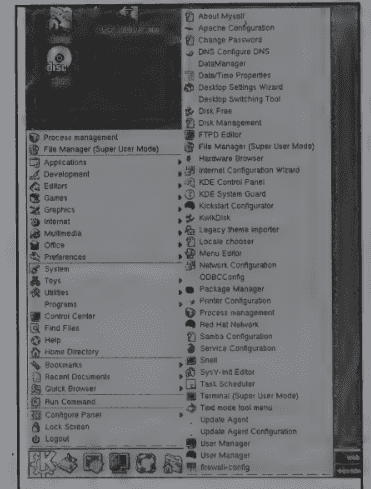 Process management
File Manager (Super User Mode)
Applications
Development
Editors
Games
Graphics
Internet
Multimedia
Office
Preferences
System
Toys
Utilities
Programs
Control Center
Find Files
Help
Home Directory
Bookmarks
Recent Documents
Quick Browser
Run Command
Configure Panel
Lock Screen
Logout
About Myself
Apache Configuration
Change Password
DNS Configure DNS
DataManager
Date/Time Properties
Desktop Settings Wizard
Desktop Switching Tool
Disk Free
Disk Management
FTPD Editor
File Manager (Super User Mode)
Hardware Browser
Internet Configuration Wizard
KDE Control Panel
KDE System Guard
Kickstart Configurator
KwikDisk
Legacy theme importer
Locale chooser
Menu Editor
Network Configuration
ODBCConfig
Package Manager
Printer Configuration
Process management
Red Hat Network
Samba Configuration
Service Configuration
Shell
SysV-Init Editor
Task Scheduler
Terminal (Super User Mode)
Text mode tool menu
Update Agent
Update Agent Configuration
User Manager
User Manager
firewall-config